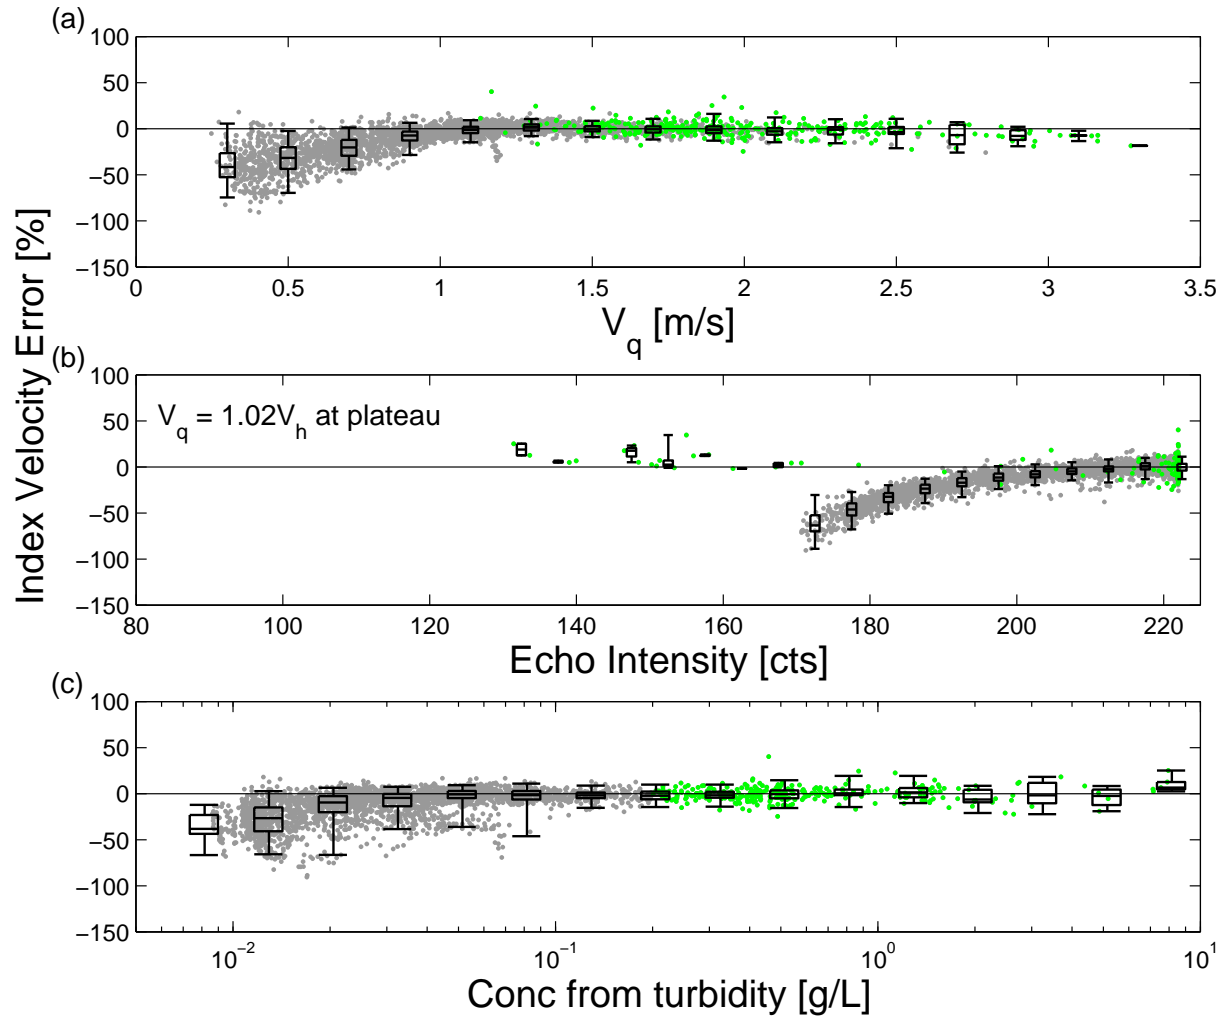 (a)
100
50
0
−50
−100
−150
0 0.5 1 1.5 2 2.5 3 3.5
V_q [m/s]
Index Velocity Error [%]
(b)
100
50
0
−50
−100
−150
V_q = 1.02V_h at plateau
80 100 120 140 160 180 200 220
Echo Intensity [cts]
(c)
100
50
0
−50
−100
−150
10^−2 10^−1 10^0 10^1
Conc from turbidity [g/L]